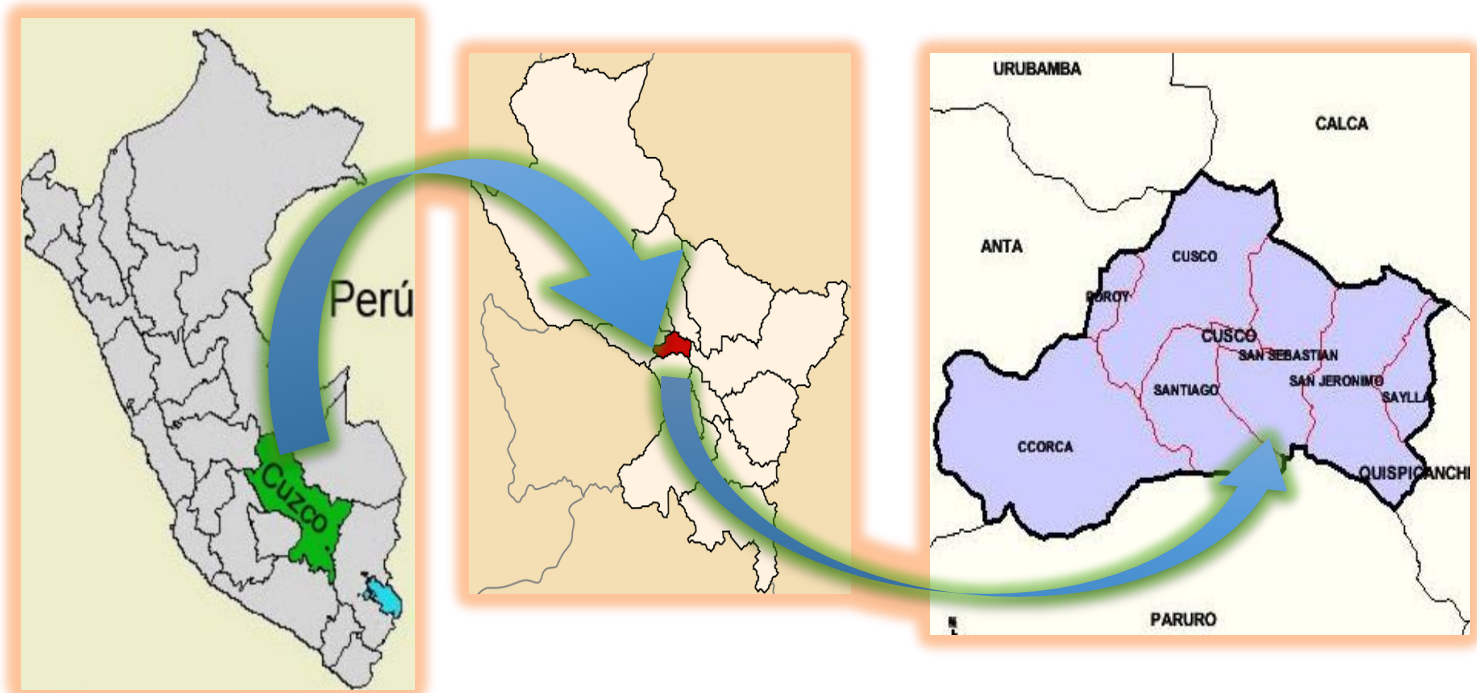 Perú
Cuzco
URUBAMBA
CALCA
ANTA
CUSCO
POROY
CUSCO
SAN SEBASTIAN
SANTIAGO
SAN JERONIMO
SAYLLA
CCORCA
QUISPICANCHI
PARURO